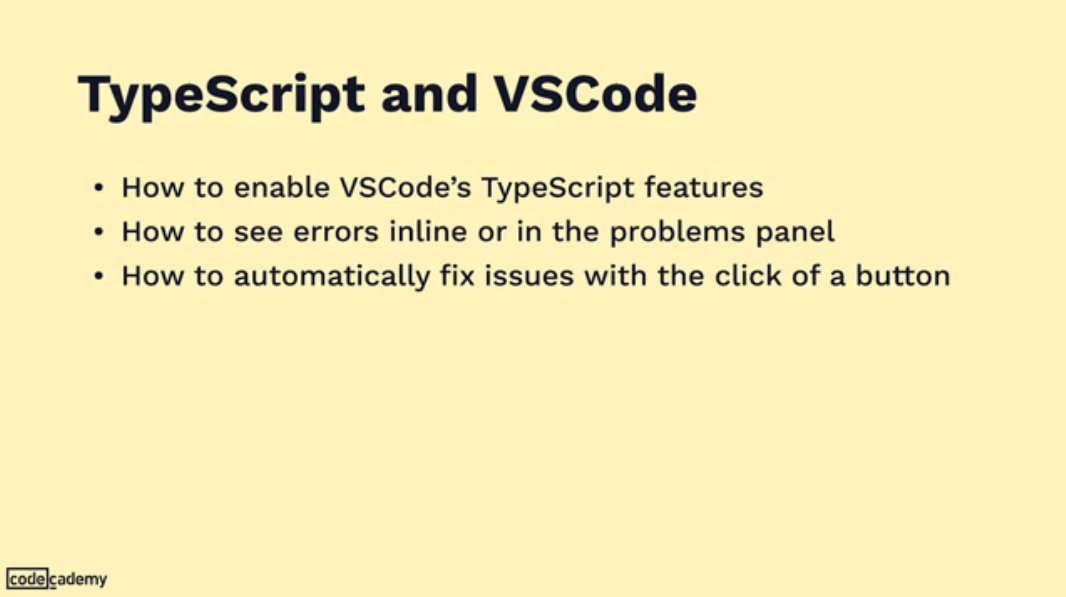 TypeScript and VSCode
• How to enable VSCode’s TypeScript features
• How to see errors inline or in the problems panel
• How to automatically fix issues with the click of a button
codecademy